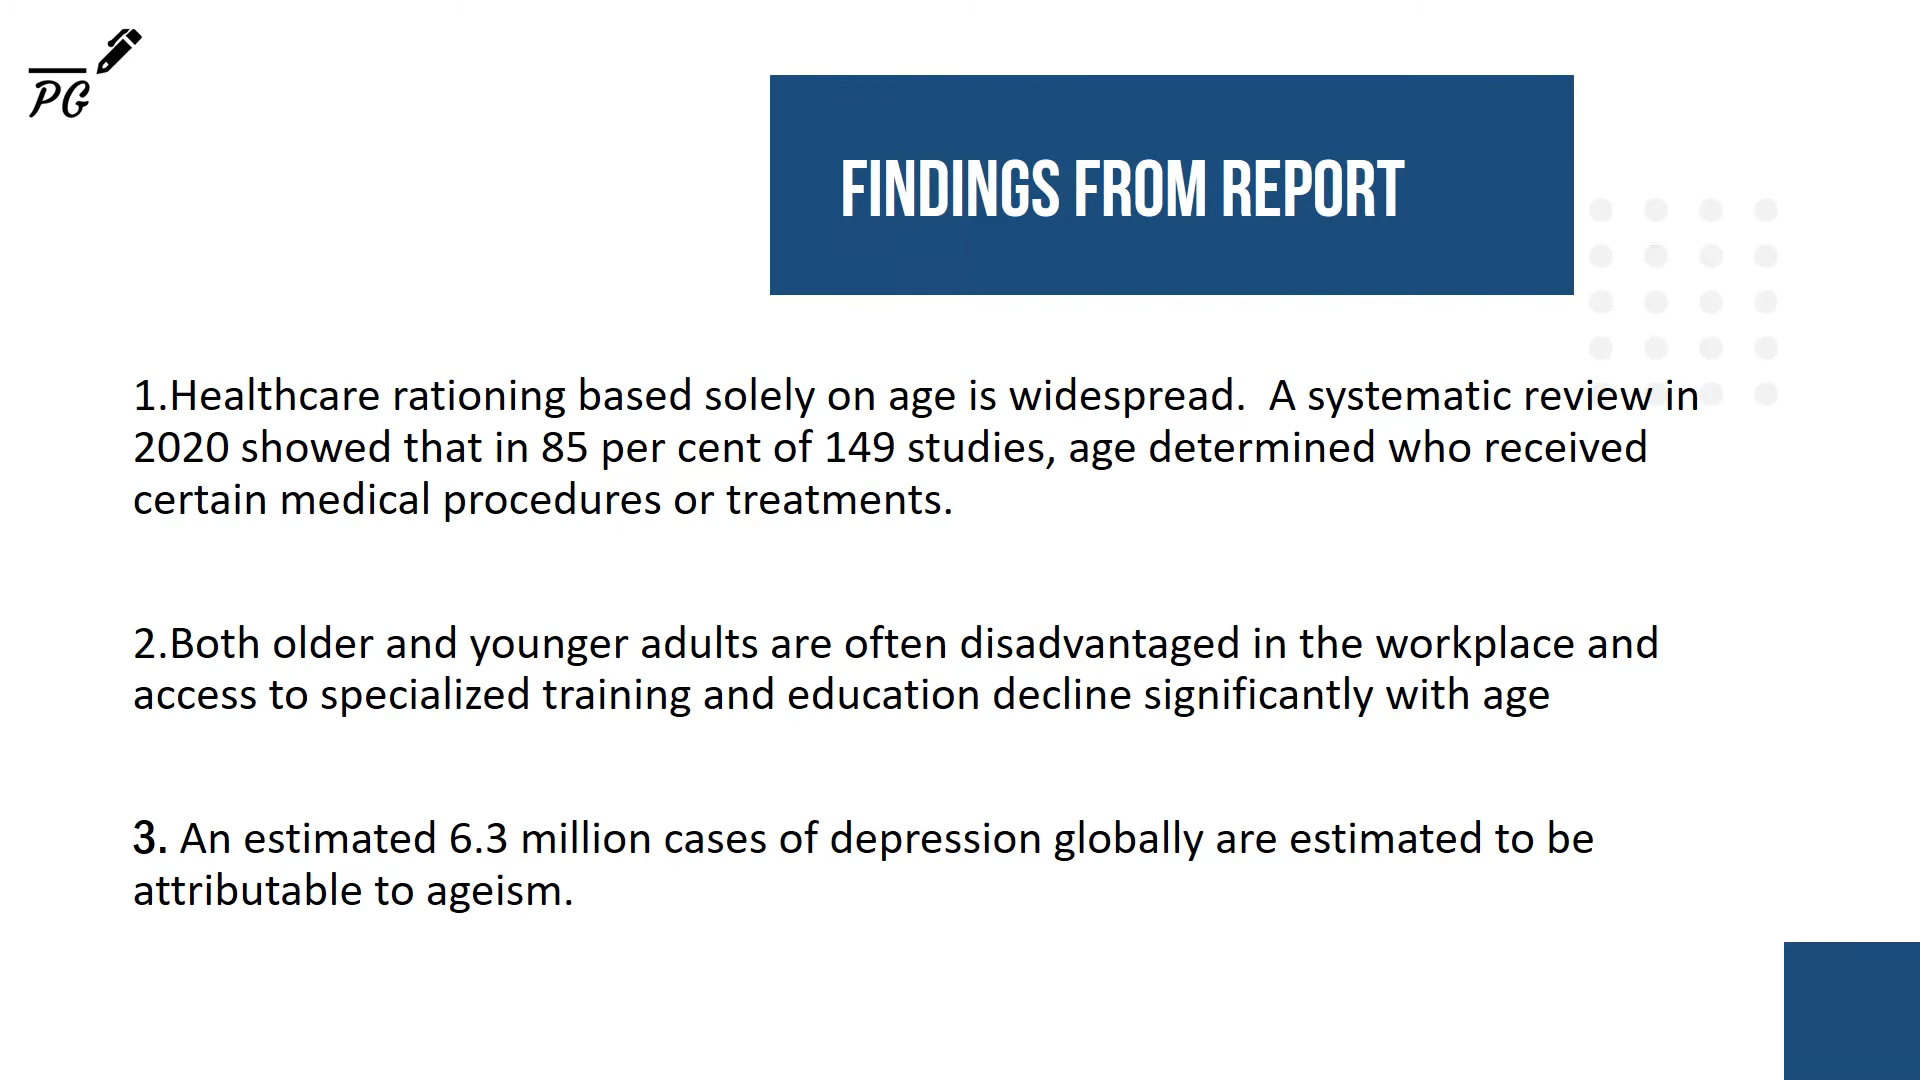 PG
FINDINGS FROM REPORT
1.Healthcare rationing based solely on age is widespread.  A systematic review in
2020 showed that in 85 per cent of 149 studies, age determined who received
certain medical procedures or treatments.
2.Both older and younger adults are often disadvantaged in the workplace and
access to specialized training and education decline significantly with age
3. An estimated 6.3 million cases of depression globally are estimated to be
attributable to ageism.